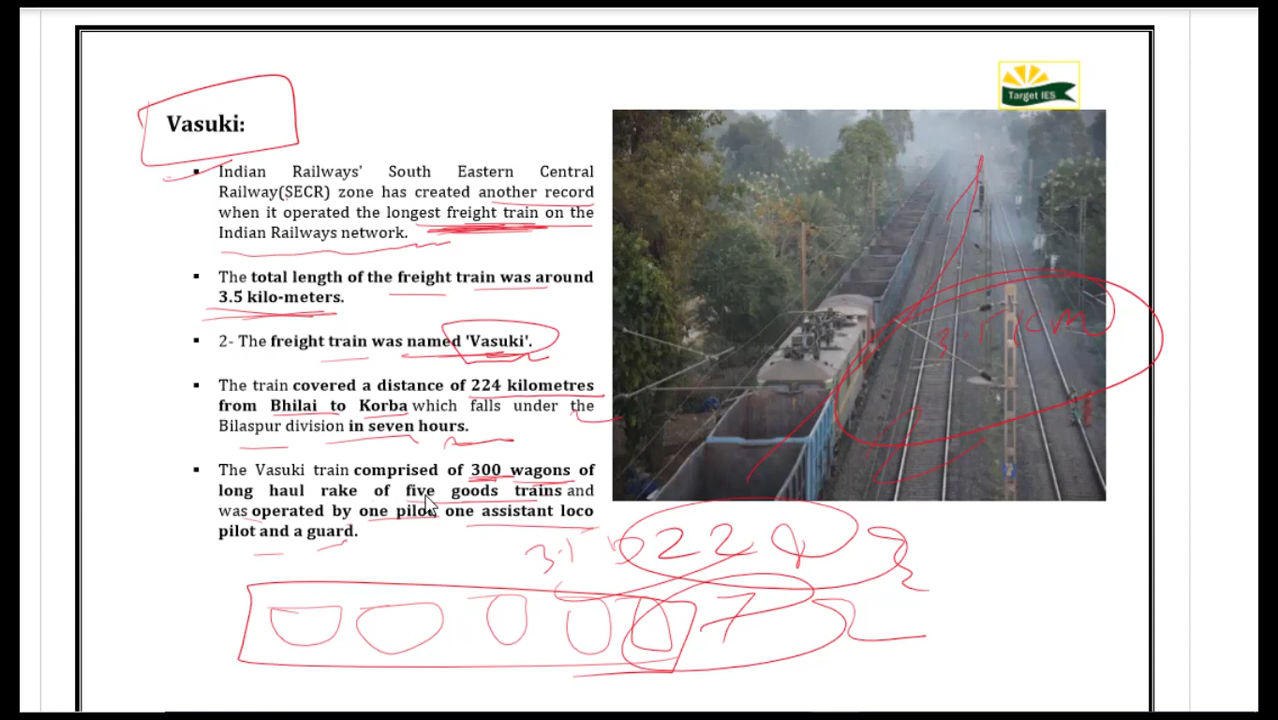 Target IES
Vasuki:
Indian Railways' South Eastern Central
Railway(SECR) zone has created another record
when it operated the longest freight train on the
Indian Railways network.
The total length of the freight train was around
3.5 kilo-meters.
2- The freight train was named 'Vasuki'.
The train covered a distance of 224 kilometres
from Bhilai to Korba which falls under the
Bilaspur division in seven hours.
The Vasuki train comprised of 300 wagons of
long haul rake of five goods trains and
was operated by one pilot, one assistant loco
pilot and a guard.
3.5 km
224
7